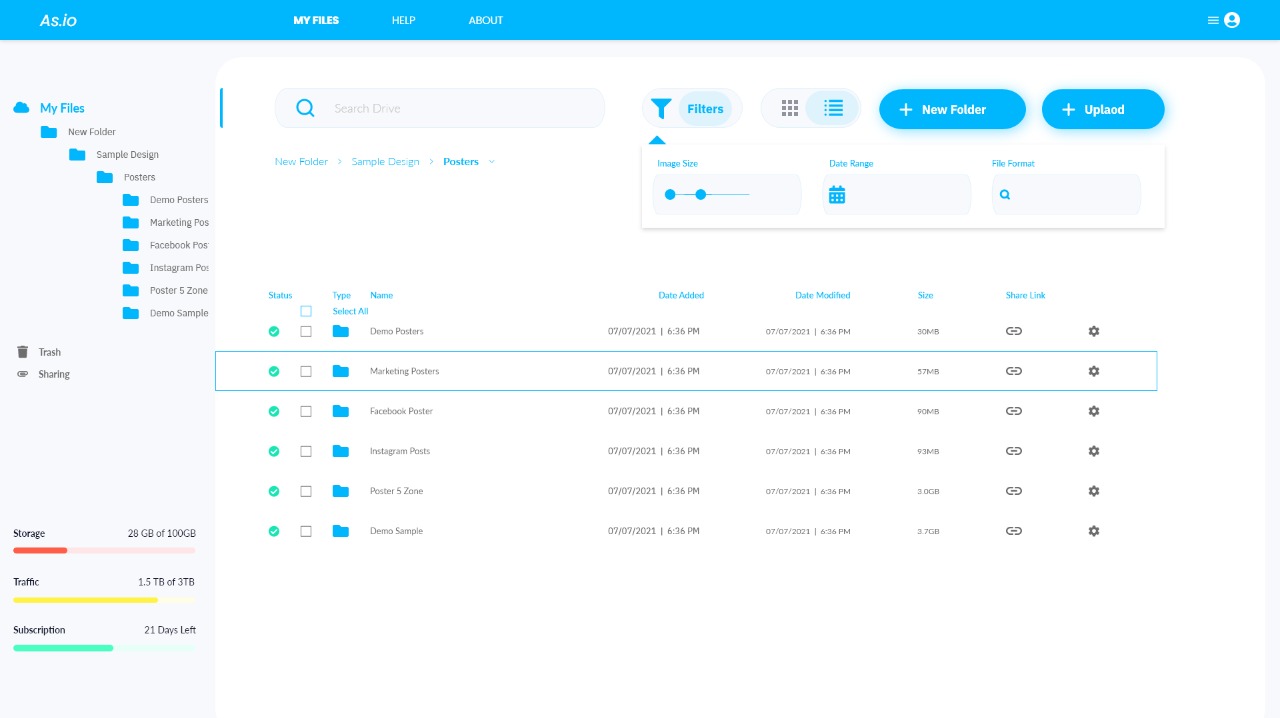 As.io
MY FILES
HELP
ABOUT
My Files
New Folder
Sample Design
Posters
Demo Posters
Marketing Pos
Facebook Pos
Instagram Pos
Poster 5 Zone
Demo Sample
Trash
Sharing
Storage 28 GB of 100GB
Traffic 1.5 TB of 3TB
Subscription 21 Days Left
Search Drive
Filters
New Folder
Uplaod
New Folder > Sample Design > Posters
Image Size
Date Range
File Format
Status Type Name Date Added Date Modified Size Share Link
Select All
Demo Posters 07/07/2021 | 6:36 PM 07/07/2021 | 6:36 PM 30MB
Marketing Posters 07/07/2021 | 6:36 PM 07/07/2021 | 6:36 PM 57MB
Facebook Poster 07/07/2021 | 6:36 PM 07/07/2021 | 6:36 PM 90MB
Instagram Posts 07/07/2021 | 6:36 PM 07/07/2021 | 6:36 PM 93MB
Poster 5 Zone 07/07/2021 | 6:36 PM 07/07/2021 | 6:36 PM 3.0GB
Demo Sample 07/07/2021 | 6:36 PM 07/07/2021 | 6:36 PM 3.7GB